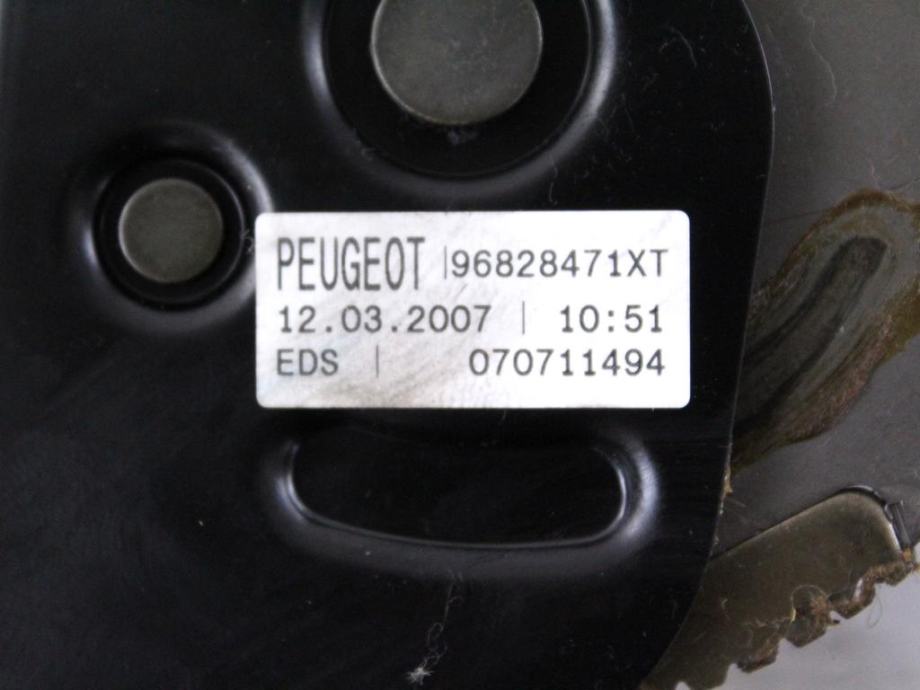 PEUGEOT | 96828471XT
12.03.2007 | 10:51
EDS | 070711494